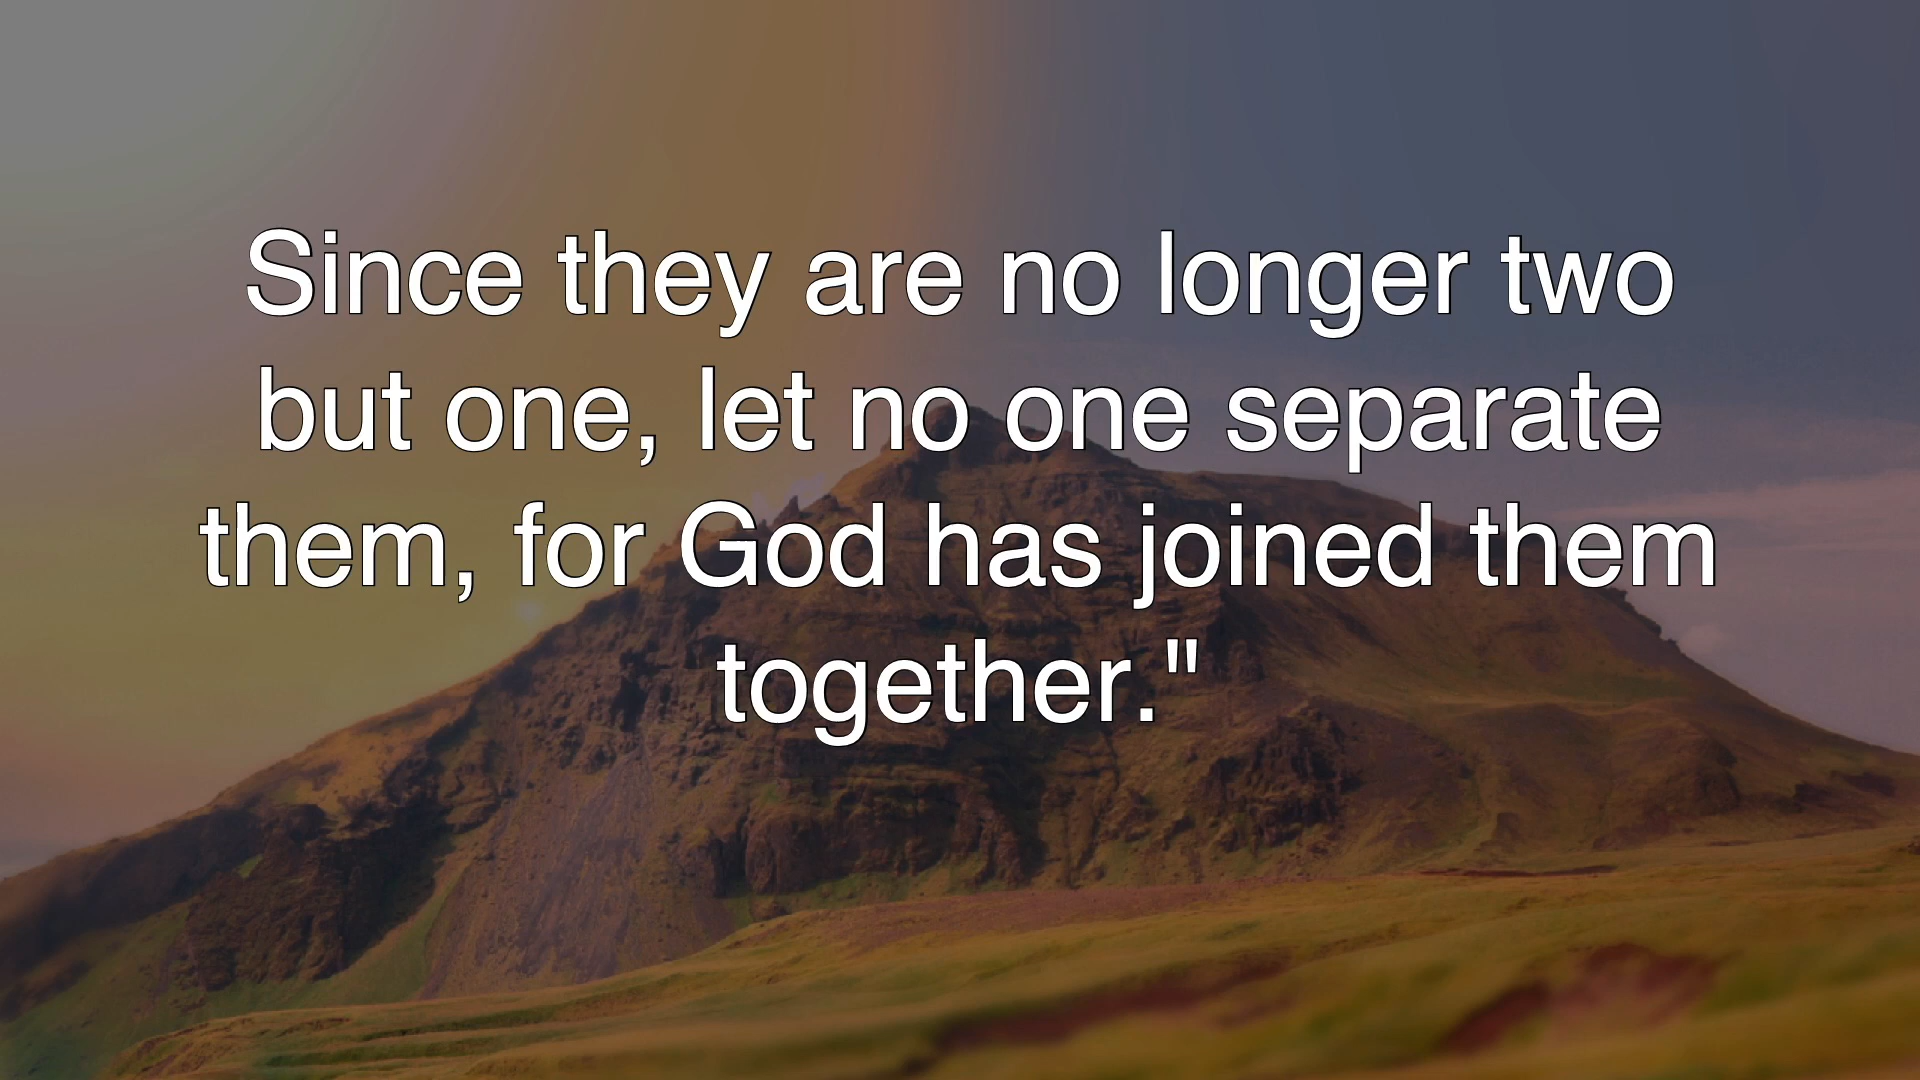 Since they are no longer two
but one, let no one separate
them, for God has joined them
together."